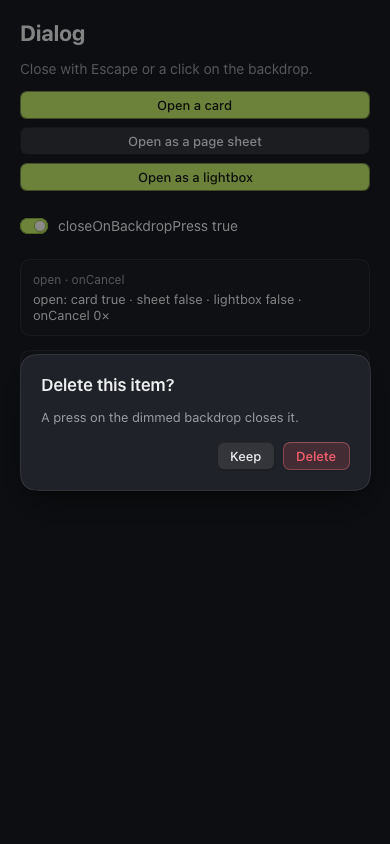 Dialog
Close with Escape or a click on the backdrop.
Open a card
Open as a page sheet
Open as a lightbox
closeOnBackdropPress true
open · onCancel
open: card true · sheet false · lightbox false ·
onCancel 0×
Delete this item?
A press on the dimmed backdrop closes it.
Keep
Delete